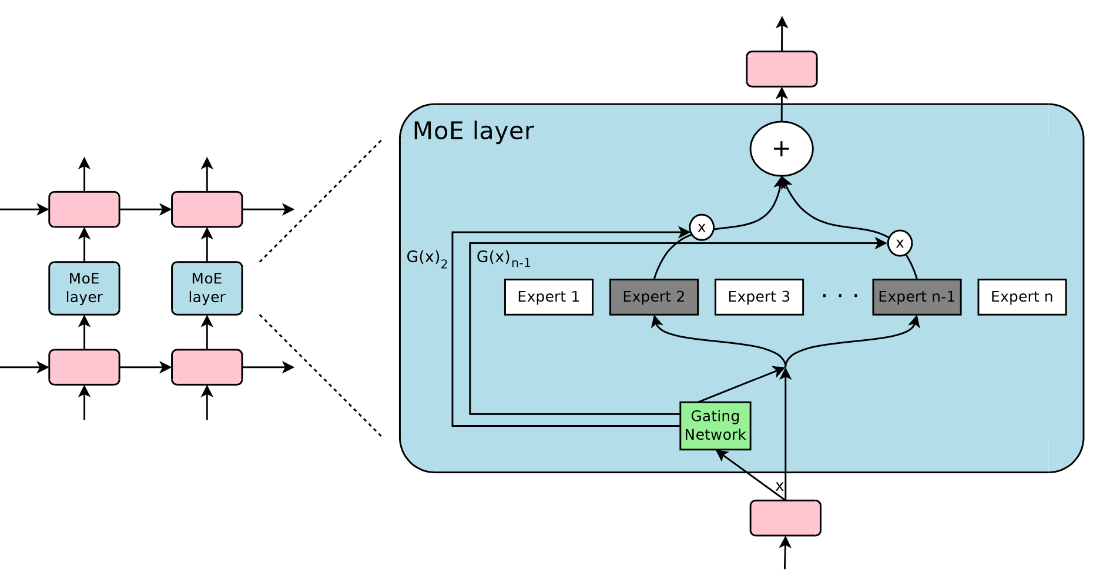 MoE
layer
MoE
layer
MoE layer
+
x
x
G(x)2
G(x)n-1
Expert 1
Expert 2
Expert 3
. . .
Expert n-1
Expert n
Gating
Network
x